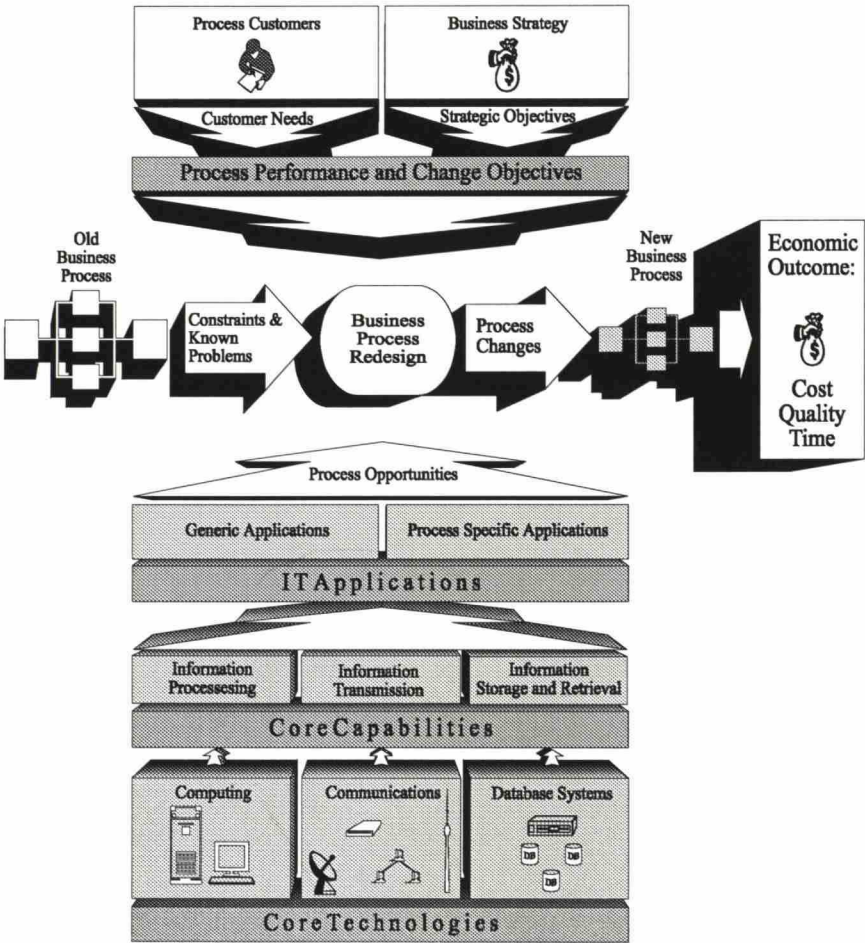 Process Customers
Business Strategy
$
Customer Needs
Strategic Objectives
Process Performance and Change Objectives
Old
Business
Process
Constraints &
Known
Problems
Business
Process
Redesign
Process
Changes
New
Business
Process
Economic
Outcome:
$
Cost
Quality
Time
Process Opportunities
Generic Applications
Process Specific Applications
ITApplications
Information
Processesing
Information
Transmission
Information
Storage and Retrieval
CoreCapabilities
Computing
Communications
Database Systems
DB
DB
DB
CoreTechnologies